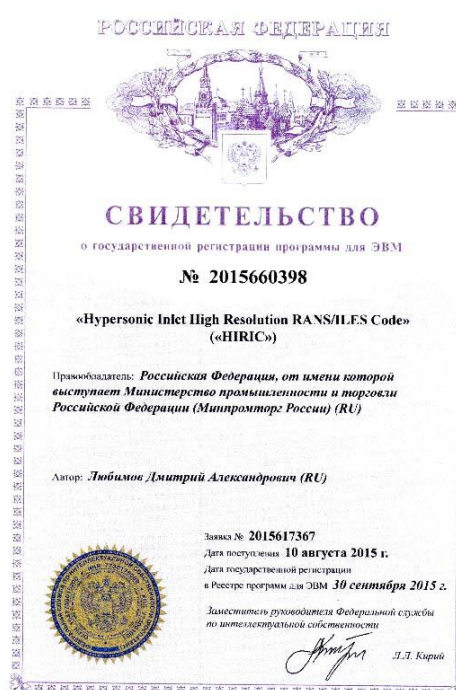 РОССИЙСКАЯ ФЕДЕРАЦИЯ
СВИДЕТЕЛЬСТВО
о государственной регистрации программы для ЭВМ
№ 2015660398
«Hypersonic Inlet High Resolution RANS/ILES Code»
(«HIRIC»)
Правообладатель: Российская Федерация, от имени которой
выступает Министерство промышленности и торговли
Российской Федерации (Минпромторг России) (RU)
Автор: Любимов Дмитрий Александрович (RU)
Заявка № 2015617367
Дата поступления 10 августа 2015 г.
Дата государственной регистрации
в Реестре программ для ЭВМ 30 сентября 2015 г.
Заместитель руководителя Федеральной службы
по интеллектуальной собственности
Л.Л. Кирий